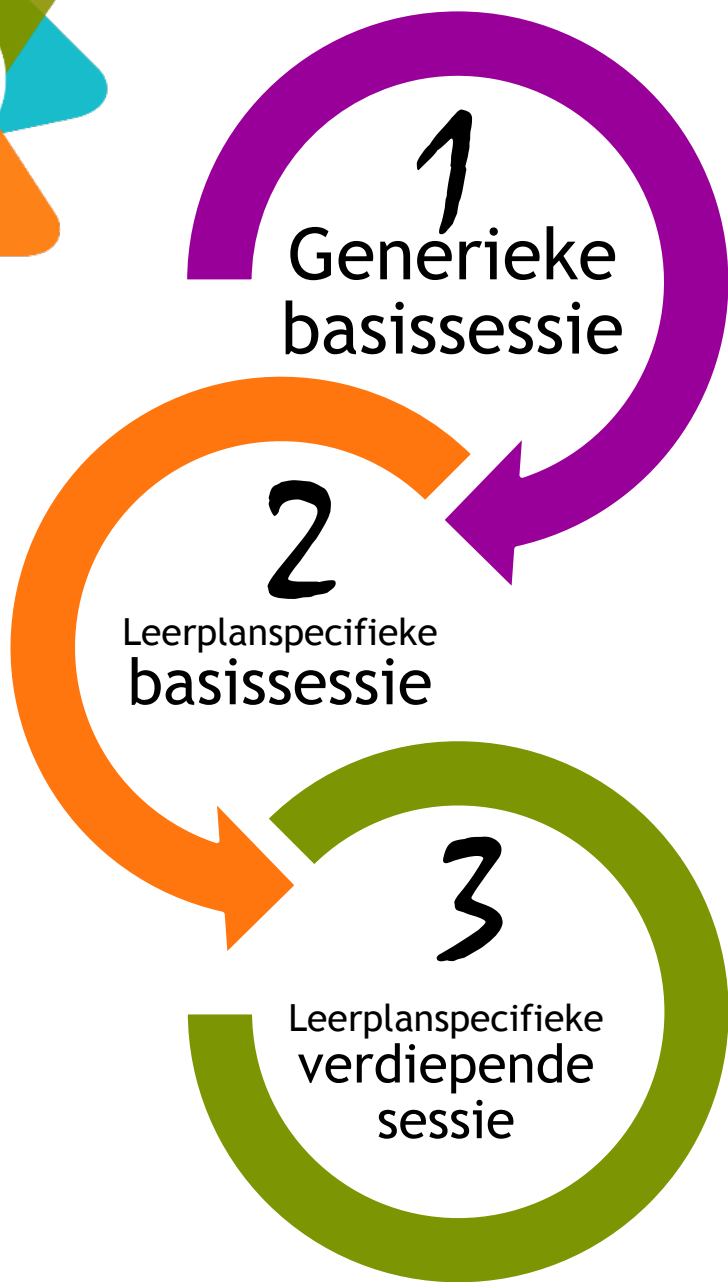 1
Generieke
basissessie
2
Leerplanspecifieke
basissessie
3
Leerplanspecifieke
verdiepende
sessie